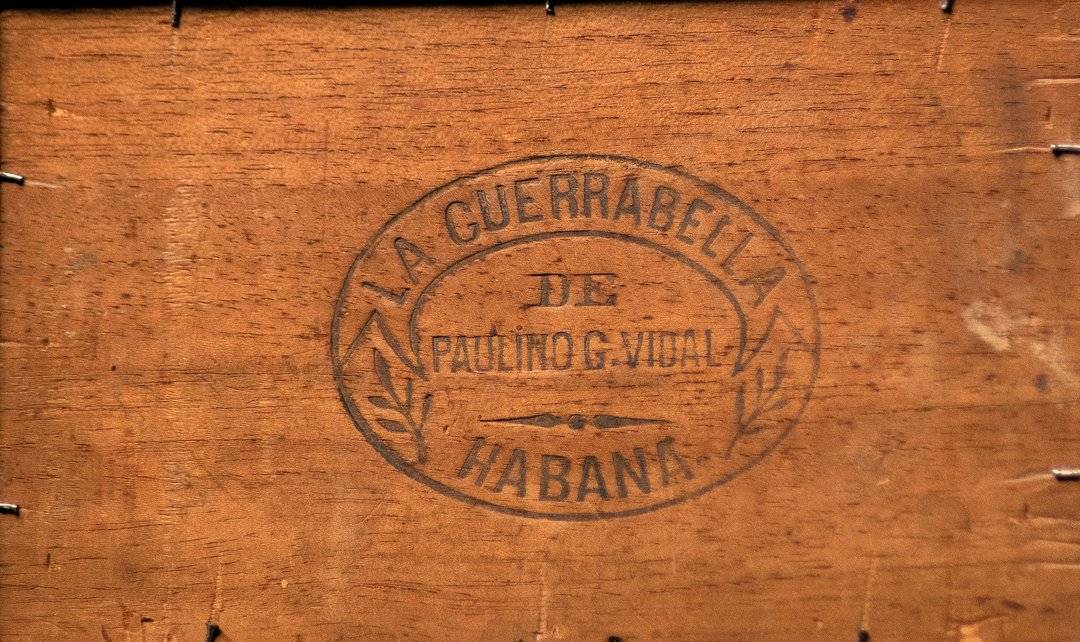 LA GUERRABELLA
DE
PAULINO G. VIDAL
HABANA